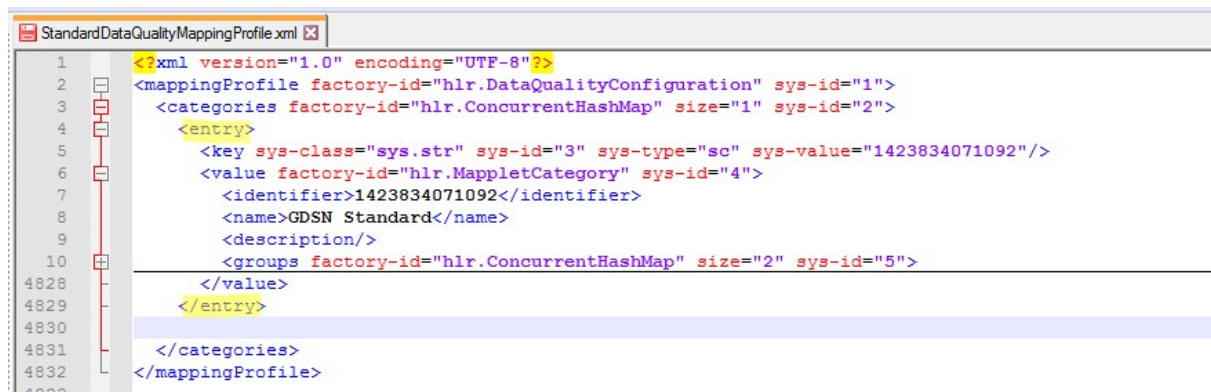 StandardDataQualityMappingProfile.xml
1 <?xml version="1.0" encoding="UTF-8"?>
2 <mappingProfile factory-id="hlr.DataQualityConfiguration" sys-id="1">
3 <categories factory-id="hlr.ConcurrentHashMap" size="1" sys-id="2">
4 <entry>
5 <key sys-class="sys.str" sys-id="3" sys-type="sc" sys-value="1423834071092"/>
6 <value factory-id="hlr.MappletCategory" sys-id="4">
7 <identifier>1423834071092</identifier>
8 <name>GDSN Standard</name>
9 <description/>
10 <groups factory-id="hlr.ConcurrentHashMap" size="2" sys-id="5">
4828 </value>
4829 </entry>
4830
4831 </categories>
4832 </mappingProfile>